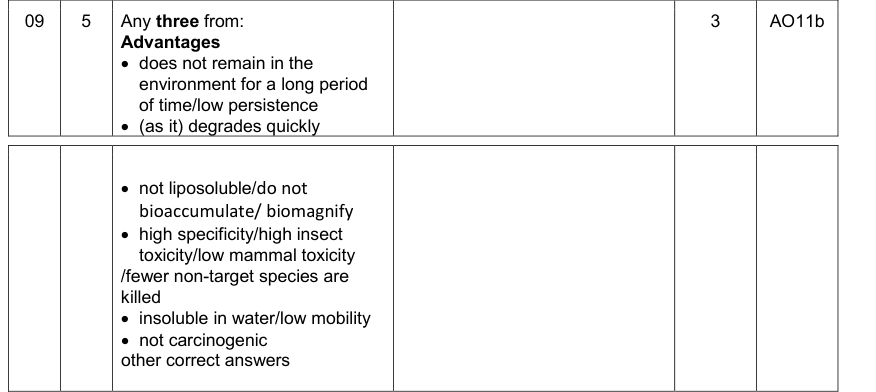 09 5 Any three from: 3 AO11b
Advantages
• does not remain in the
environment for a long period
of time/low persistence
• (as it) degrades quickly
• not liposoluble/do not
bioaccumulate/ biomagnify
• high specificity/high insect
toxicity/low mammal toxicity
/fewer non-target species are
killed
• insoluble in water/low mobility
• not carcinogenic
other correct answers